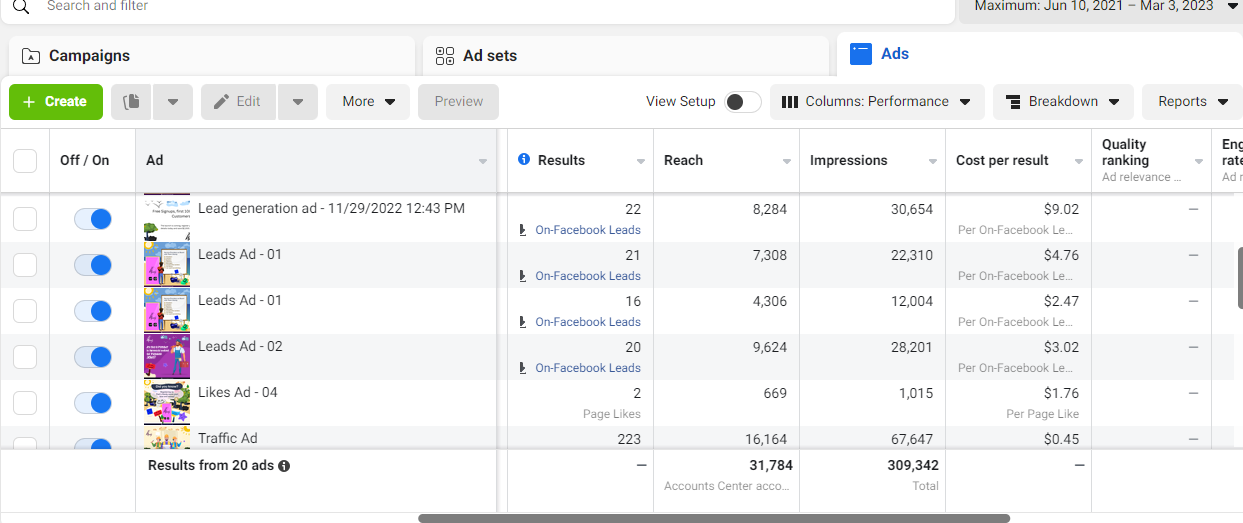 Search and filter
Maximum: Jun 10, 2021 – Mar 3, 2023
Campaigns
Ad sets
Ads
+ Create
Edit
More
Preview
View Setup
Columns: Performance
Breakdown
Reports
Off / On
Ad
Results
Reach
Impressions
Cost per result
Quality
ranking
Ad relevance ...
Eng
rate
Ad r
Lead generation ad - 11/29/2022 12:43 PM
22
On-Facebook Leads
8,284
30,654
$9.02
Per On-Facebook Le...
—
Leads Ad - 01
21
On-Facebook Leads
7,308
22,310
$4.76
Per On-Facebook Le...
—
Leads Ad - 01
16
On-Facebook Leads
4,306
12,004
$2.47
Per On-Facebook Le...
—
Leads Ad - 02
20
On-Facebook Leads
9,624
28,201
$3.02
Per On-Facebook Le...
—
Likes Ad - 04
2
Page Likes
669
1,015
$1.76
Per Page Like
—
Traffic Ad
223
16,164
67,647
$0.45
—
Results from 20 ads
—
31,784
Accounts Center acco...
309,342
Total
—